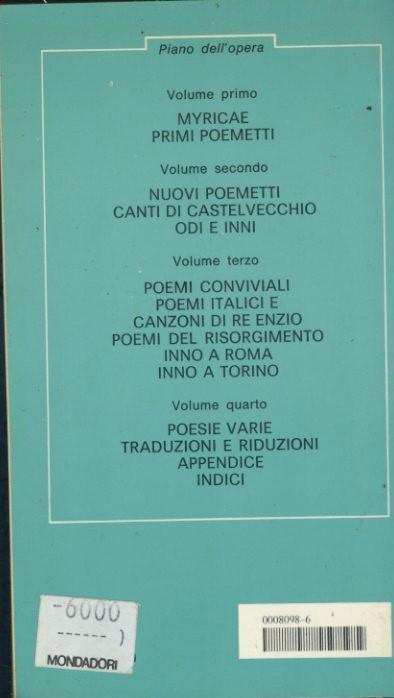 Piano dell'opera
Volume primo
MYRICAE
PRIMI POEMETTI
Volume secondo
NUOVI POEMETTI
CANTI DI CASTELVECCHIO
ODI E INNI
Volume terzo
POEMI CONVIVIALI
POEMI ITALICI E
CANZONI DI RE ENZIO
POEMI DEL RISORGIMENTO
INNO A ROMA
INNO A TORINO
Volume quarto
POESIE VARIE
TRADUZIONI E RIDUZIONI
APPENDICE
INDICI
-6000
------ )
MONDADORI
0008098-6